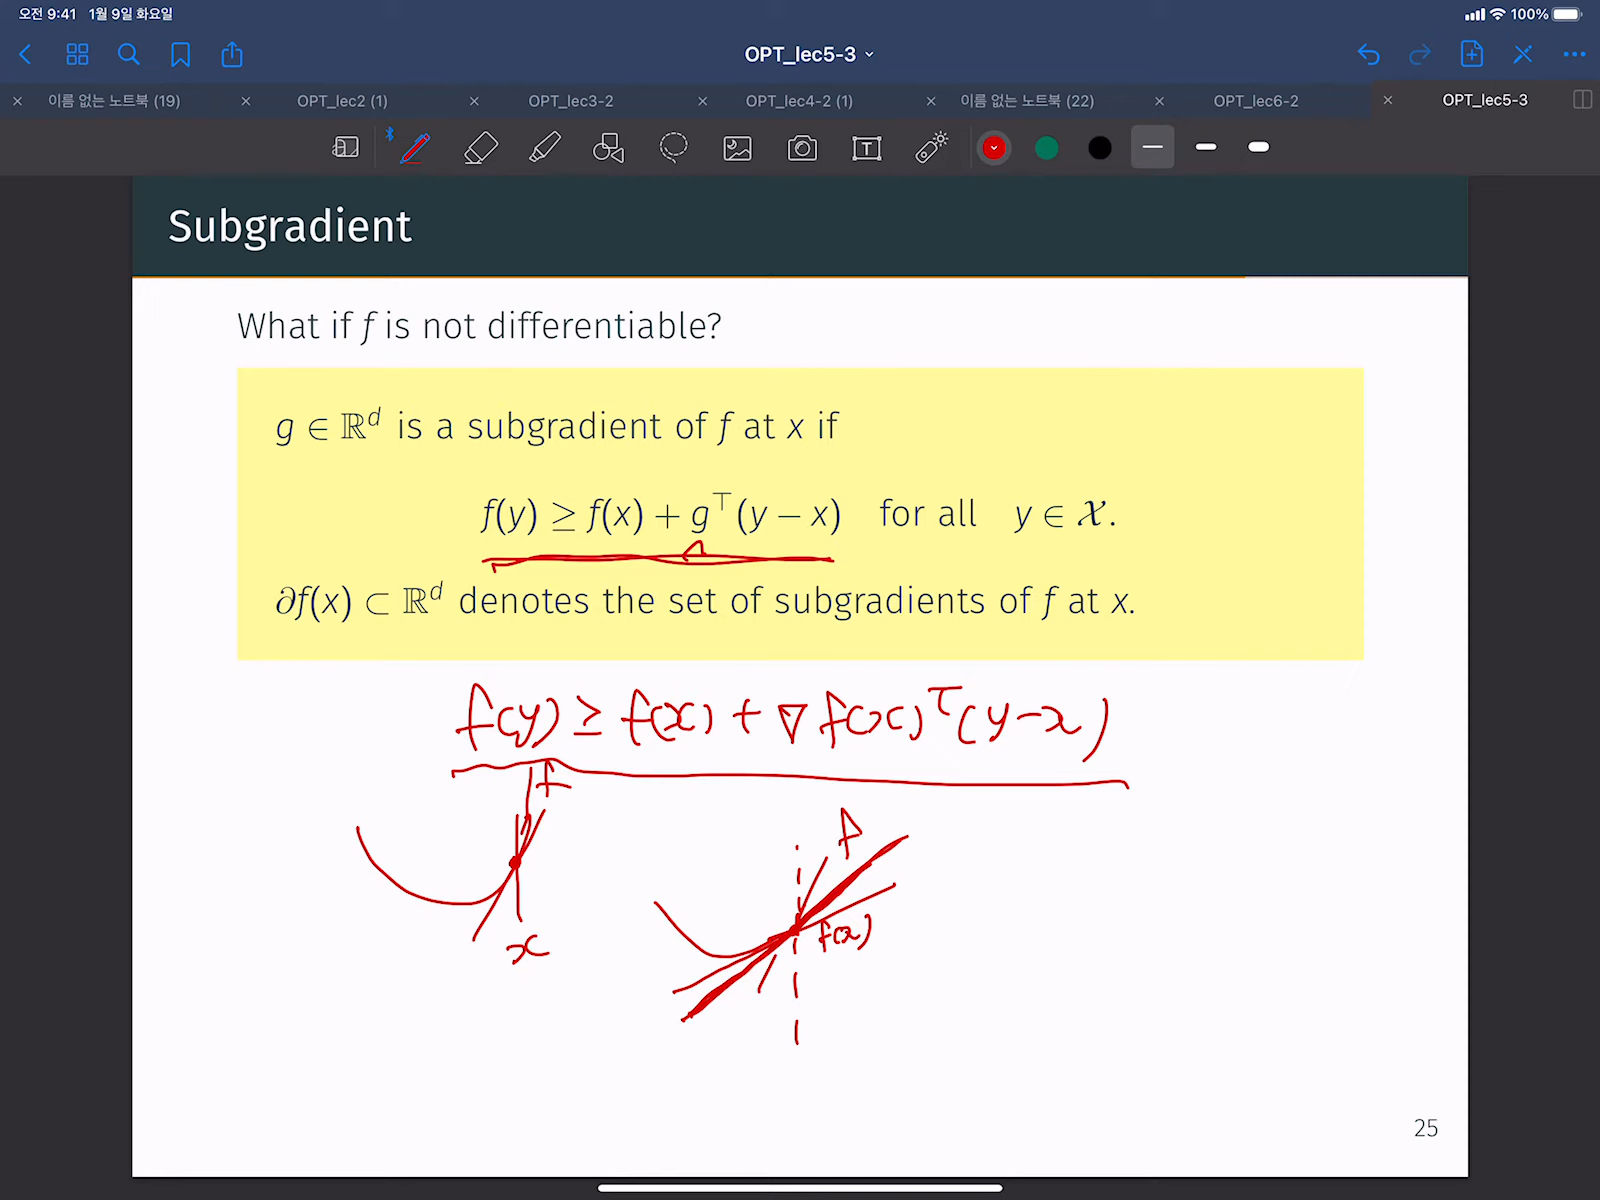 오전 9:41 1월 9일 화요일 100%
OPT_lec5-3
이름 없는 노트북 (19) OPT_lec2 (1) OPT_lec3-2 OPT_lec4-2 (1) 이름 없는 노트북 (22) OPT_lec6-2 OPT_lec5-3
Subgradient
What if f is not differentiable?
g ∈ ℝᵈ is a subgradient of f at x if
f(y) ≥ f(x) + g⊤(y − x) for all y ∈ 𝒳.
∂f(x) ⊂ ℝᵈ denotes the set of subgradients of f at x.
f(y) ≥ f(x) + ∇f(x)ᵀ(y−x)
f
x
f(x)
25